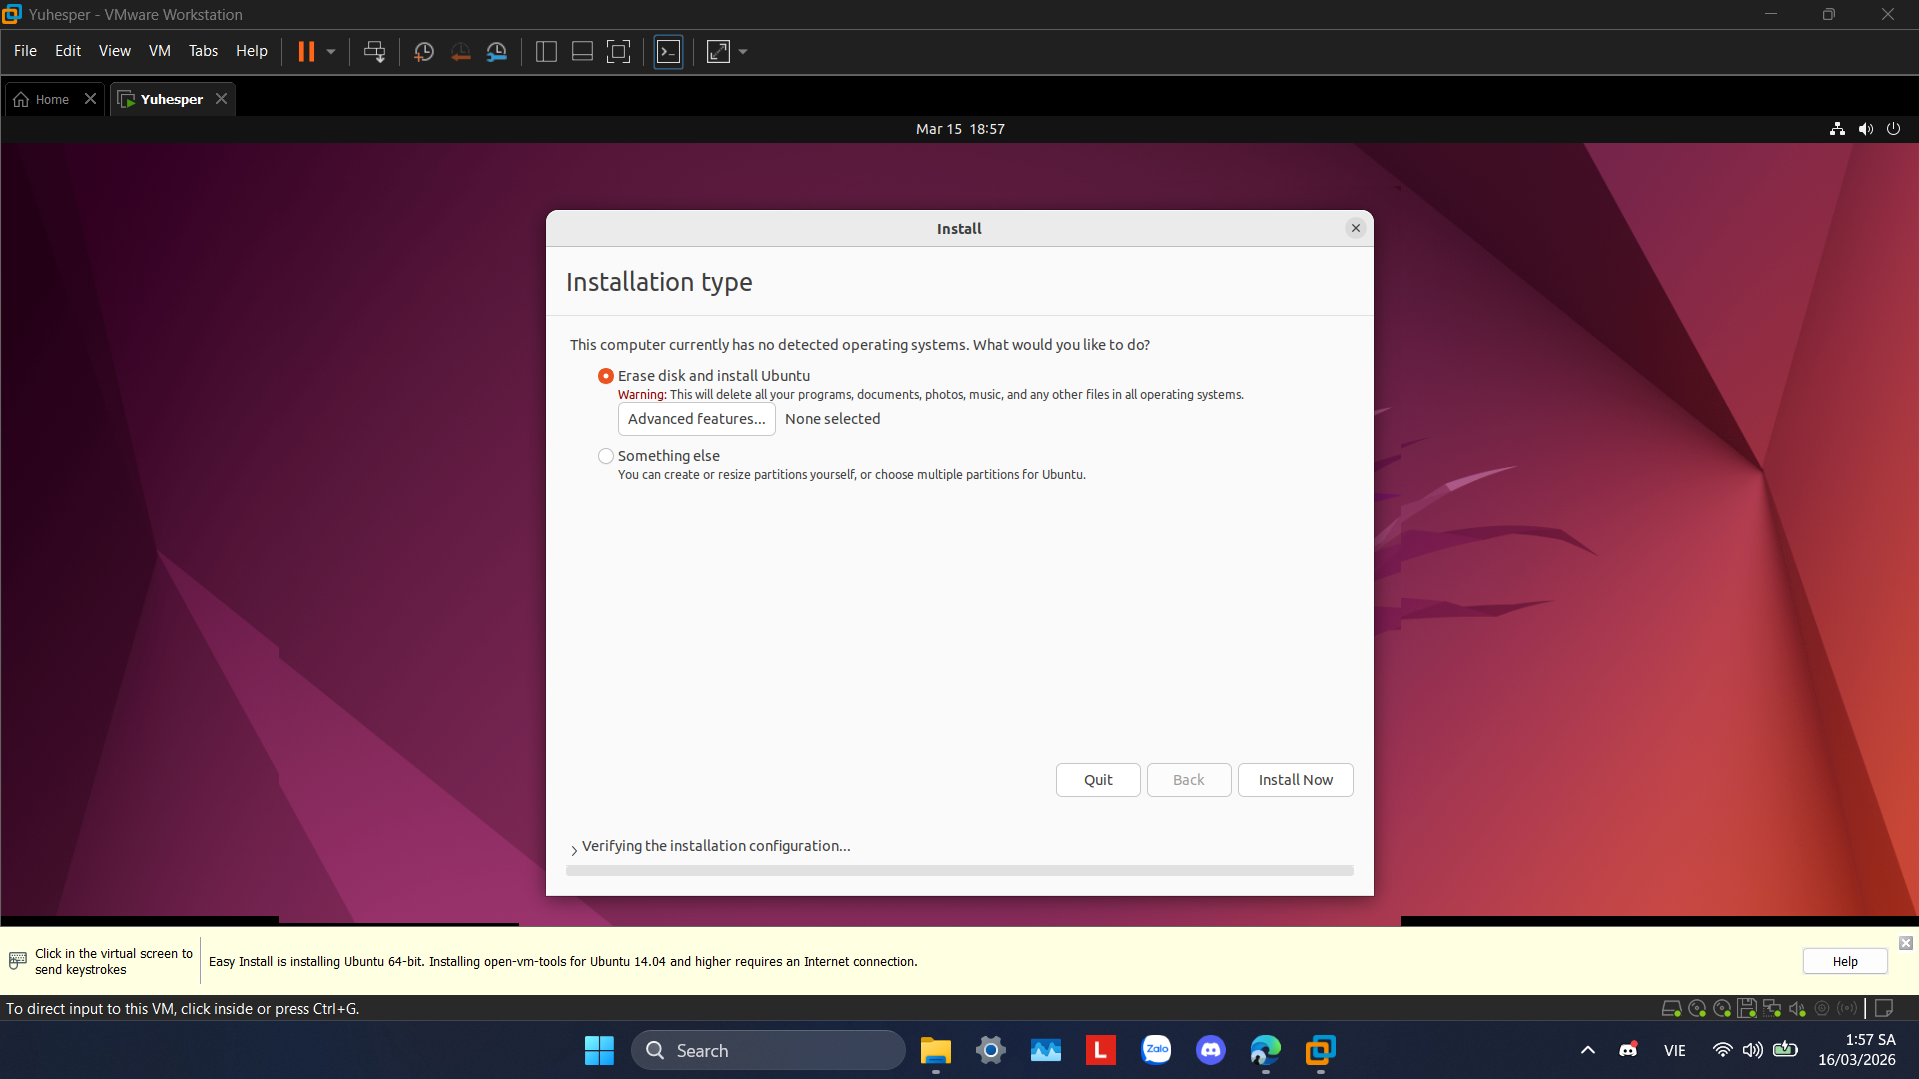 Yuhesper - VMware Workstation
File Edit View VM Tabs Help
Home
Yuhesper
Mar 15 18:57
Install
Installation type
This computer currently has no detected operating systems. What would you like to do?
Erase disk and install Ubuntu
Warning: This will delete all your programs, documents, photos, music, and any other files in all operating systems.
Advanced features... None selected
Something else
You can create or resize partitions yourself, or choose multiple partitions for Ubuntu.
Quit Back Install Now
Verifying the installation configuration...
Click in the virtual screen to
send keystrokes
Easy Install is installing Ubuntu 64-bit. Installing open-vm-tools for Ubuntu 14.04 and higher requires an Internet connection.
Help
To direct input to this VM, click inside or press Ctrl+G.
Search
L
Zalo
VIE
1:57 SA
16/03/2026